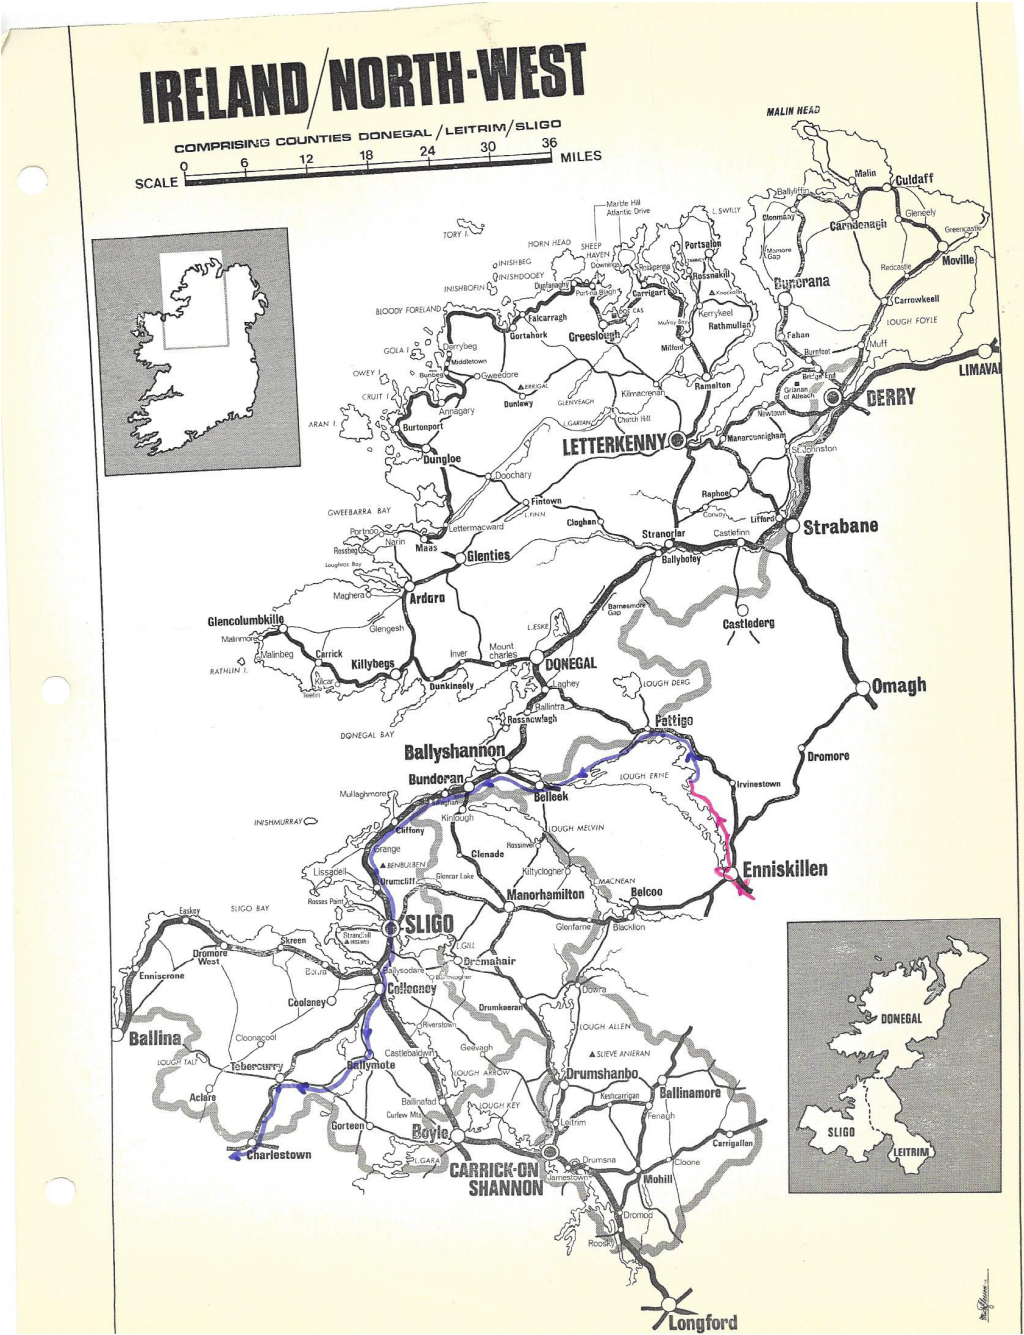 IRELAND/NORTH-WEST
COMPRISING COUNTIES DONEGAL/LEITRIM/SLIGO
SCALE 0 6 12 18 24 30 36 MILES
MALIN HEAD
Malin
Culdaff
Ballyliffin
Clonmany
Gleneely
Carndonagh
Greencastle
Mamore
Gap
Moville
Redcastle
Buncrana
Carrowkeell
LOUGH FOYLE
Fahan
Muff
Burnfoot
Bridge End
LIMAVA
Grianan
of Aileach
DERRY
Marble Hill
Atlantic Drive
L. SWILLY
TORY I.
HORN HEAD
SHEEP
HAVEN
Portsalon
Downings
Rosapenna
INISHBEG
INISHDOOEY
Rossnakill
INISHBOFIN
Dunfanaghy
Portnablagh
Carrigart
Knockalla
BLOODY FORELAND
Falcarragh
Kerrykeel
Gortahork
Creeslough
Mulroy Bay
Rathmullan
Milford
GOLA I.
Derrybeg
Middletown
Bunbeg
Gweedore
OWEY I.
ERRIGAL
Ramelton
CRUIT I.
Dunlewy
GLENVEAGH
Kilmacrenan
Annagary
Church Hill
Newtown
ARAN I.
Burtonport
L. GARTAN
LETTERKENNY
Manorcunnigham
St. Johnston
Dungloe
Doochary
Raphoe
Fintown
L. FINN
Convoy
Lifford
GWEEBARRA BAY
Lettermacward
Cloghan
Strabane
Portnoo
Narin
Stranorlar
Castlefinn
Rosbeg
Maas
Glenties
Ballybofey
Loughros Bay
Maghera
Ardara
Barnesmore
Gap
Castlederg
Glencolumbkille
Glengesh
L. ESKE
Malinmore
Malinbeg
Carrick
Killybegs
Inver
Mount
charles
DONEGAL
RATHLIN I.
Kilcar
Teelin
Dunkineely
Laghey
LOUGH DERG
Omagh
Ballintra
Rossnowlagh
Pettigo
DONEGAL BAY
Dromore
Ballyshannon
LOUGH ERNE
Irvinestown
Bundoran
Belleek
Mullaghmore
Kinlough
INISHMURRAY
Cliffony
LOUGH MELVIN
Grange
Rossinver
Enniskillen
BENBULBEN
Glenade
Lissadell
Kiltyclogher
Drumcliff
Glencar Lake
L. MACNEAN
Rosses Point
Manorhamilton
Belcoo
Easkey
SLIGO BAY
SLIGO
Glenfarne
Blacklion
Strandhill
Dromore
West
Skreen
L. GILL
Dromahair
Enniscrone
Ballysodare
Dowra
Coolaney
Collooney
Drumkeeran
Ballina
Riverstown
LOUGH ALLEN
Cloonacool
Geevagh
LOUGH TALT
Castlebaldwin
SLIEVE ANIERAN
Tobercurry
Ballymote
LOUGH ARROW
Drumshanbo
Ballinamore
Aclare
Ballinafad
LOUGH KEY
Keshcarrigan
Curlew Mts.
Fenagh
Gorteen
Boyle
Leitrim
Carrigallen
Charlestown
L. GARA
CARRICK-ON
SHANNON
Drumsna
Cloone
Jamestown
Mohill
Dromod
Roosky
Longford
DONEGAL
SLIGO
LEITRIM